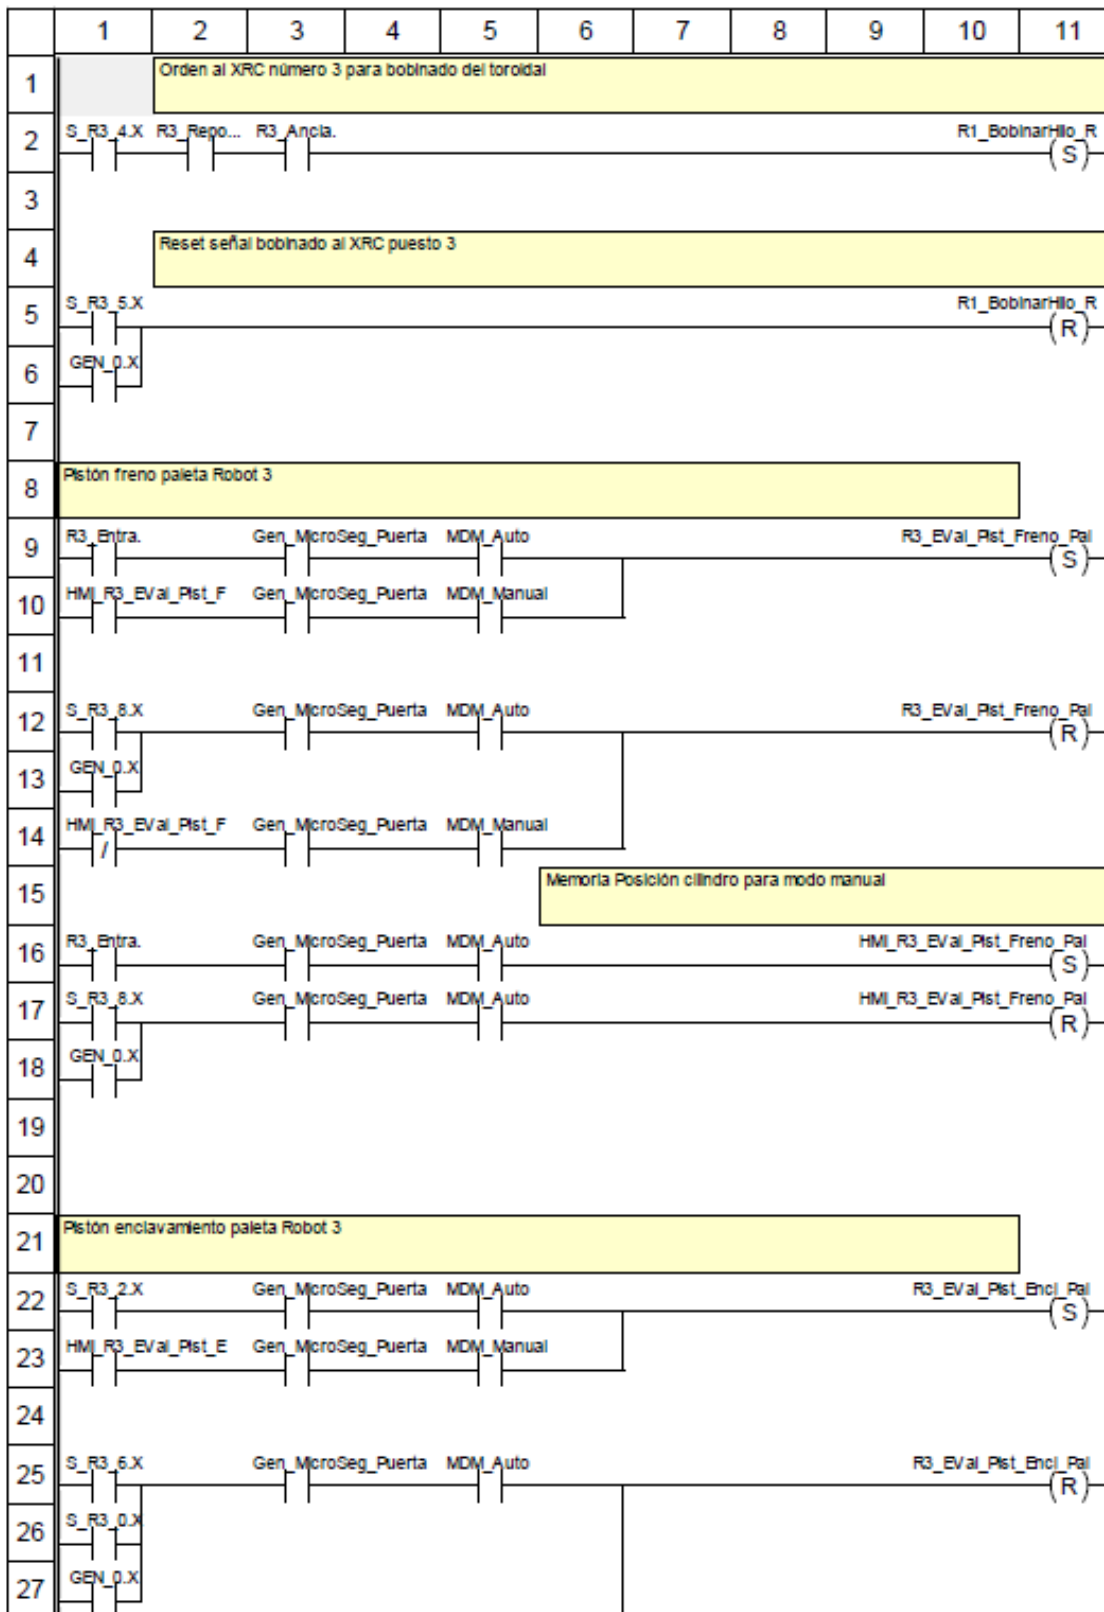 1 2 3 4 5 6 7 8 9 10 11
1 Orden al XRC número 3 para bobinado del toroidal
2 S_R3_4.X R3_Repo... R3_Ancla. R1_BobinarHilo_R
(S)
3
4 Reset señal bobinado al XRC puesto 3
5 S_R3_5.X R1_BobinarHilo_R
(R)
6 GEN_0.X
7
8 Pistón freno paleta Robot 3
9 R3_Entra. Gen_MicroSeg_Puerta MDM_Auto R3_EVal_Pist_Freno_Pal
(S)
10 HMI_R3_EVal_Pist_F Gen_MicroSeg_Puerta MDM_Manual
11
12 S_R3_8.X Gen_MicroSeg_Puerta MDM_Auto R3_EVal_Pist_Freno_Pal
(R)
13 GEN_0.X
14 HMI_R3_EVal_Pist_F Gen_MicroSeg_Puerta MDM_Manual
/
15 Memoria Posición cilindro para modo manual
16 R3_Entra. Gen_MicroSeg_Puerta MDM_Auto HMI_R3_EVal_Pist_Freno_Pal
(S)
17 S_R3_8.X Gen_MicroSeg_Puerta MDM_Auto HMI_R3_EVal_Pist_Freno_Pal
(R)
18 GEN_0.X
19
20
21 Pistón enclavamiento paleta Robot 3
22 S_R3_2.X Gen_MicroSeg_Puerta MDM_Auto R3_EVal_Pist_Encl_Pal
(S)
23 HMI_R3_EVal_Pist_E Gen_MicroSeg_Puerta MDM_Manual
24
25 S_R3_6.X Gen_MicroSeg_Puerta MDM_Auto R3_EVal_Pist_Encl_Pal
(R)
26 S_R3_0.X
27 GEN_0.X